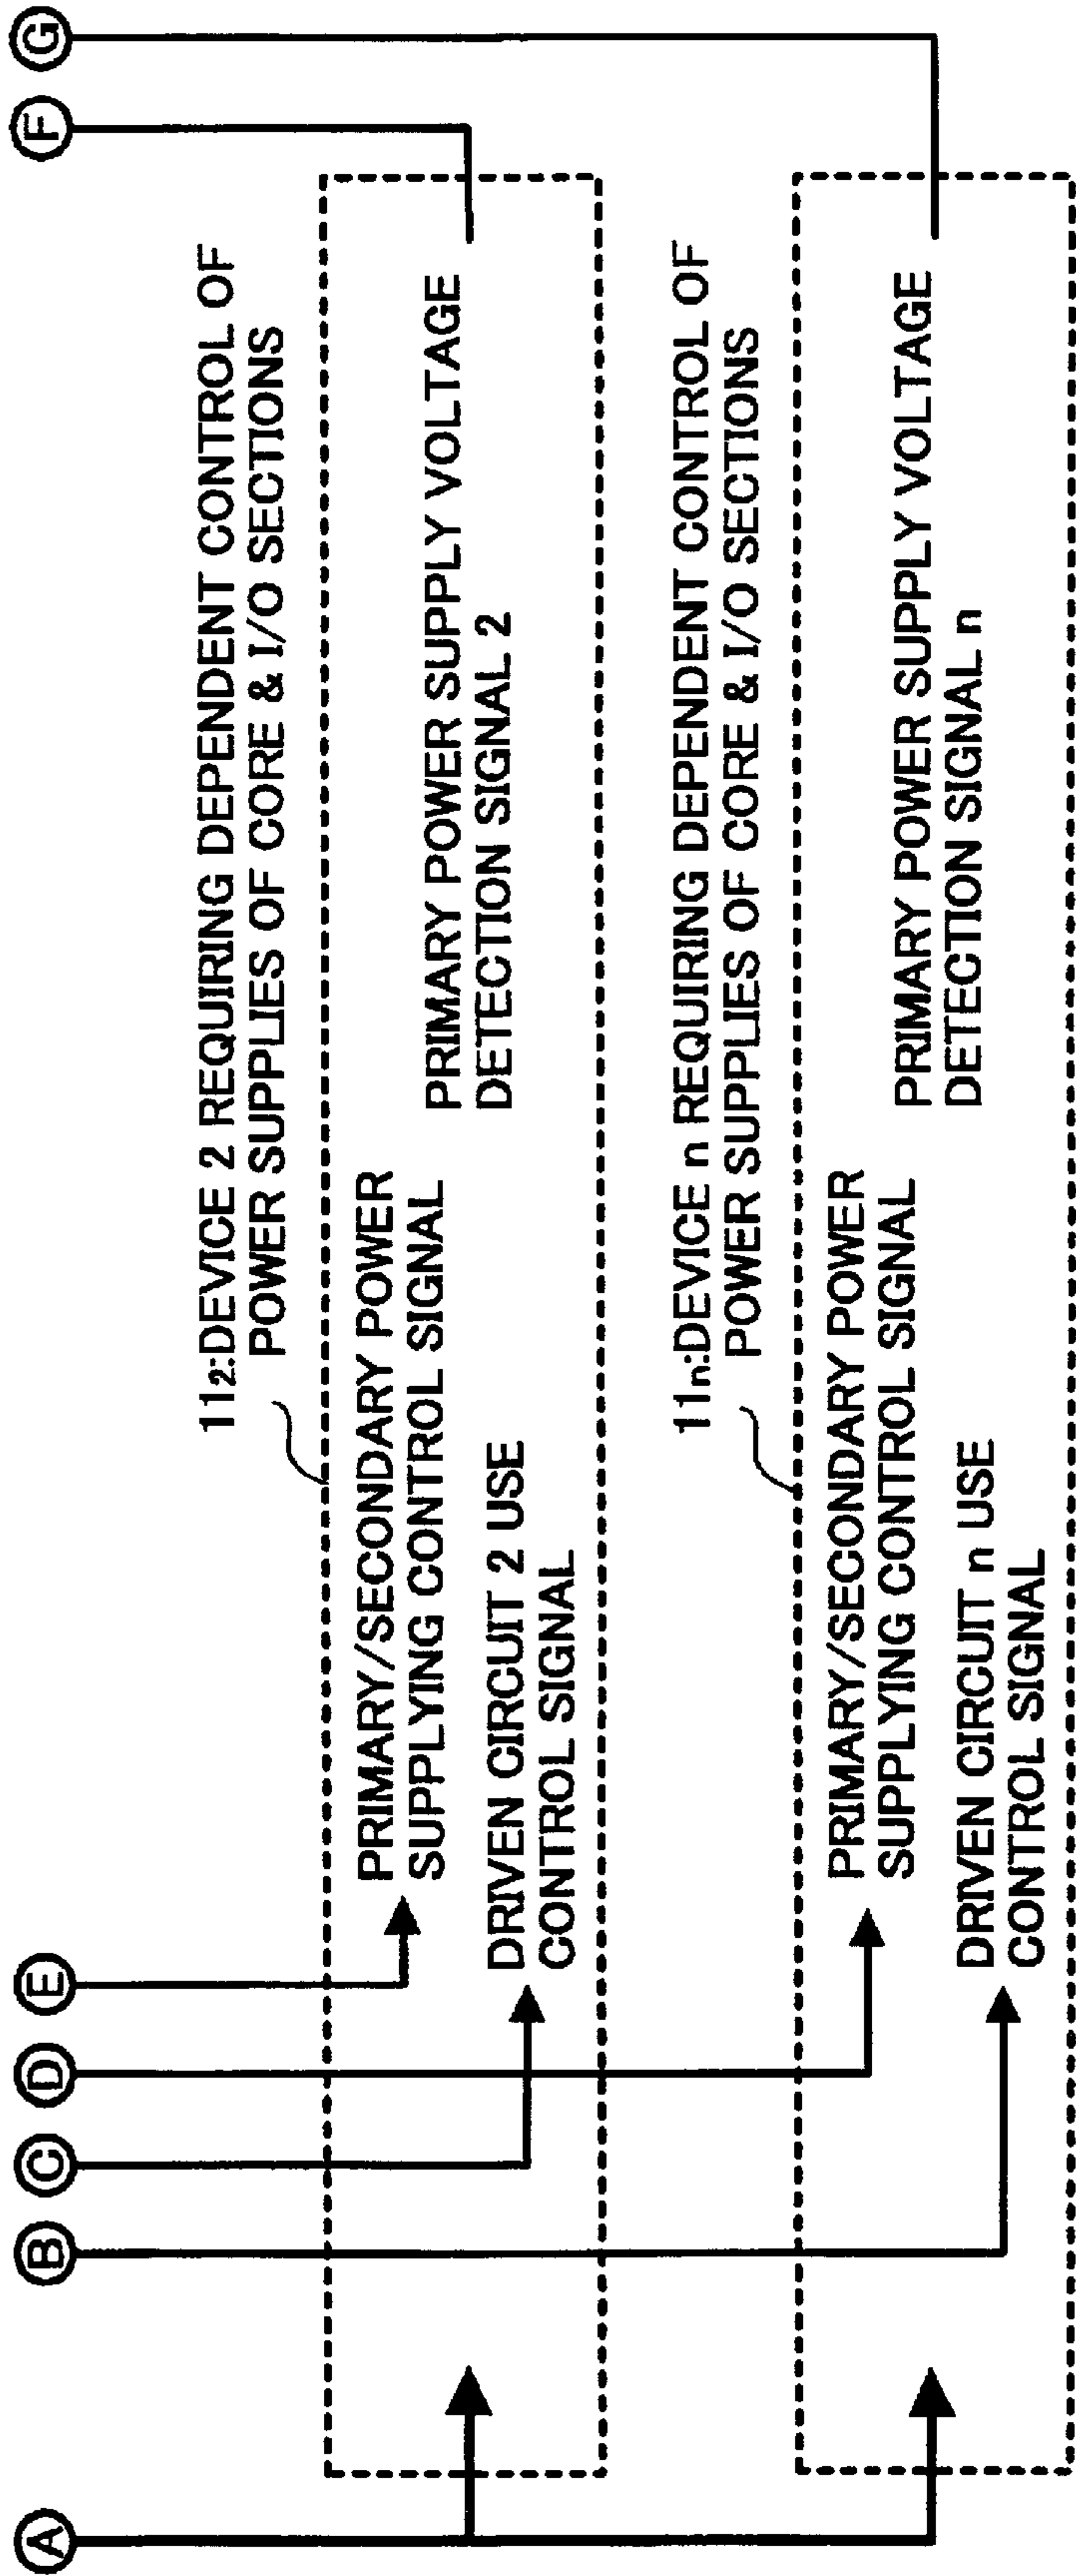 A
B
C
D
E
F
G
11₂:DEVICE 2 REQUIRING DEPENDENT CONTROL OF
POWER SUPPLIES OF CORE & I/O SECTIONS
PRIMARY/SECONDARY POWER
SUPPLYING CONTROL SIGNAL
DRIVEN CIRCUIT 2 USE
CONTROL SIGNAL
PRIMARY POWER SUPPLY VOLTAGE
DETECTION SIGNAL 2
11ₙ:DEVICE n REQUIRING DEPENDENT CONTROL OF
POWER SUPPLIES OF CORE & I/O SECTIONS
PRIMARY/SECONDARY POWER
SUPPLYING CONTROL SIGNAL
DRIVEN CIRCUIT n USE
CONTROL SIGNAL
PRIMARY POWER SUPPLY VOLTAGE
DETECTION SIGNAL n